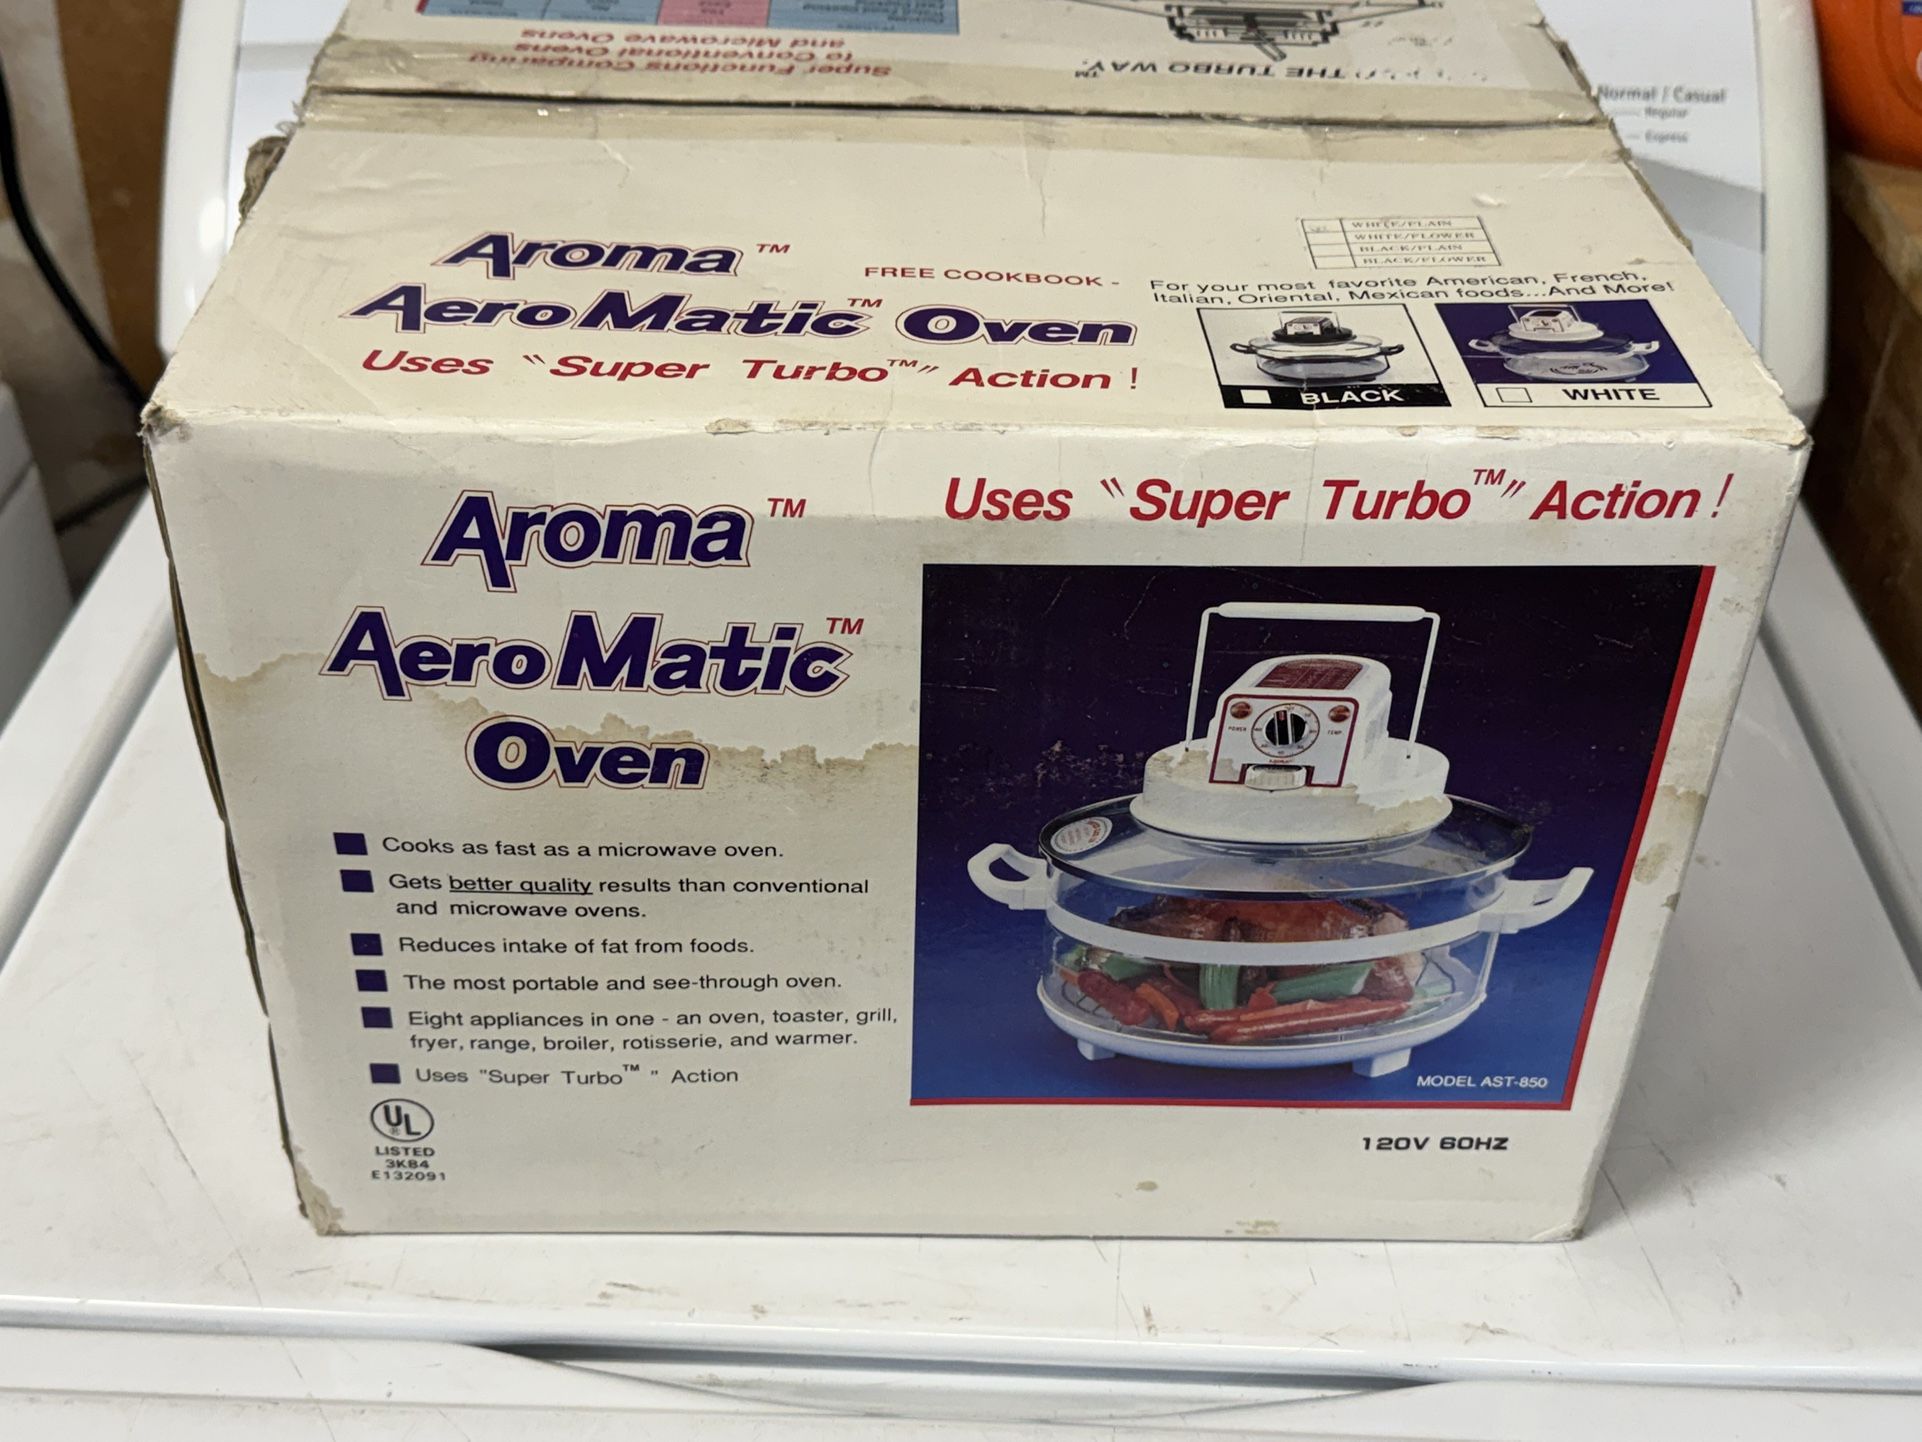 Super Functions Comparing
to Conventional Ovens
and Microwave Ovens
THE TURBO WAY.™
Normal / Casual
Regular
Express
Aroma™
AeroMatic™ Oven
Uses "Super Turbo™" Action!
FREE COOKBOOK -
For your most favorite American, French,
Italian, Oriental, Mexican foods...And More!
WHITE/PLAIN
WHITE/FLOWER
BLACK/PLAIN
BLACK/FLOWER
BLACK
WHITE
Aroma™
AeroMatic™
Oven
Uses "Super Turbo™" Action!
Cooks as fast as a microwave oven.
Gets better quality results than conventional
and microwave ovens.
Reduces intake of fat from foods.
The most portable and see-through oven.
Eight appliances in one - an oven, toaster, grill,
fryer, range, broiler, rotisserie, and warmer.
Uses "Super Turbo™" Action
UL
®
LISTED
3K84
E132091
POWER
TEMP
MODEL AST-850
120V 60HZ